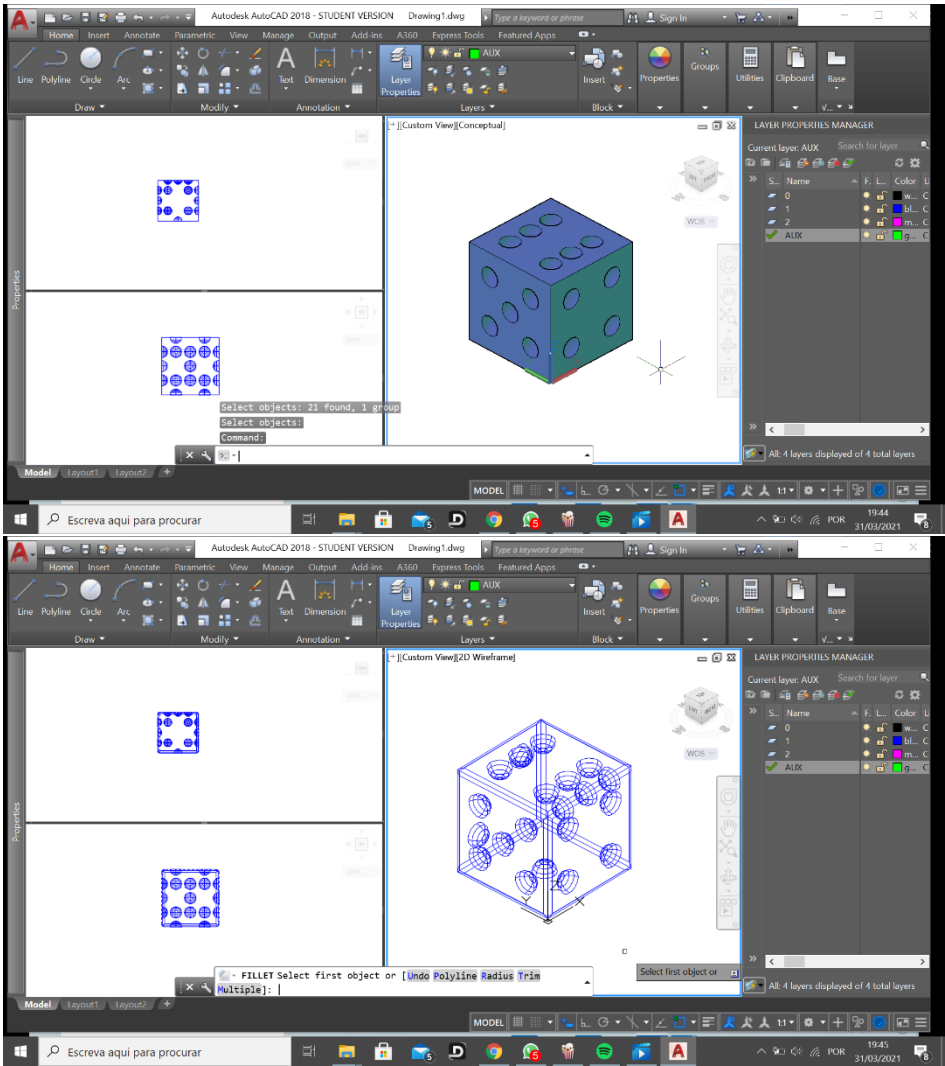 Autodesk AutoCAD 2018 - STUDENT VERSION Drawing1.dwg Type a keyword or phrase Sign In
Home Insert Annotate Parametric View Manage Output Add-ins A360 Express Tools Featured Apps
AUX
Line Polyline Circle Arc Text Dimension Layer Properties Insert Properties Groups Utilities Clipboard Base
Draw Modify Annotation Layers Block V...
[+][Custom View][Conceptual]
LAYER PROPERTIES MANAGER
Current layer: AUX Search for layer
S... Name F. L... Color
0 w... C
1 bl... C
2 m... C
AUX g... C
WCS
Properties
Select objects: 21 found, 1 group
Select objects:
Command:
All: 4 layers displayed of 4 total layers
Model Layout1 Layout2 +
MODEL 1:1
Escreva aqui para procurar
POR
19:44
31/03/2021
8
Autodesk AutoCAD 2018 - STUDENT VERSION Drawing1.dwg Type a keyword or phrase Sign In
Home Insert Annotate Parametric View Manage Output Add-ins A360 Express Tools Featured Apps
AUX
Line Polyline Circle Arc Text Dimension Layer Properties Insert Properties Groups Utilities Clipboard Base
Draw Modify Annotation Layers Block V...
[+][Custom View][2D Wireframe]
LAYER PROPERTIES MANAGER
Current layer: AUX Search for layer
S... Name F. L... Color
0 w... C
1 bl... C
2 m... C
AUX g... C
WCS
Properties
Y X
FILLET Select first object or [Undo Polyline Radius Trim
Multiple]:
Select first object or
All: 4 layers displayed of 4 total layers
Model Layout1 Layout2 +
MODEL 1:1
Escreva aqui para procurar
POR
19:45
31/03/2021
8